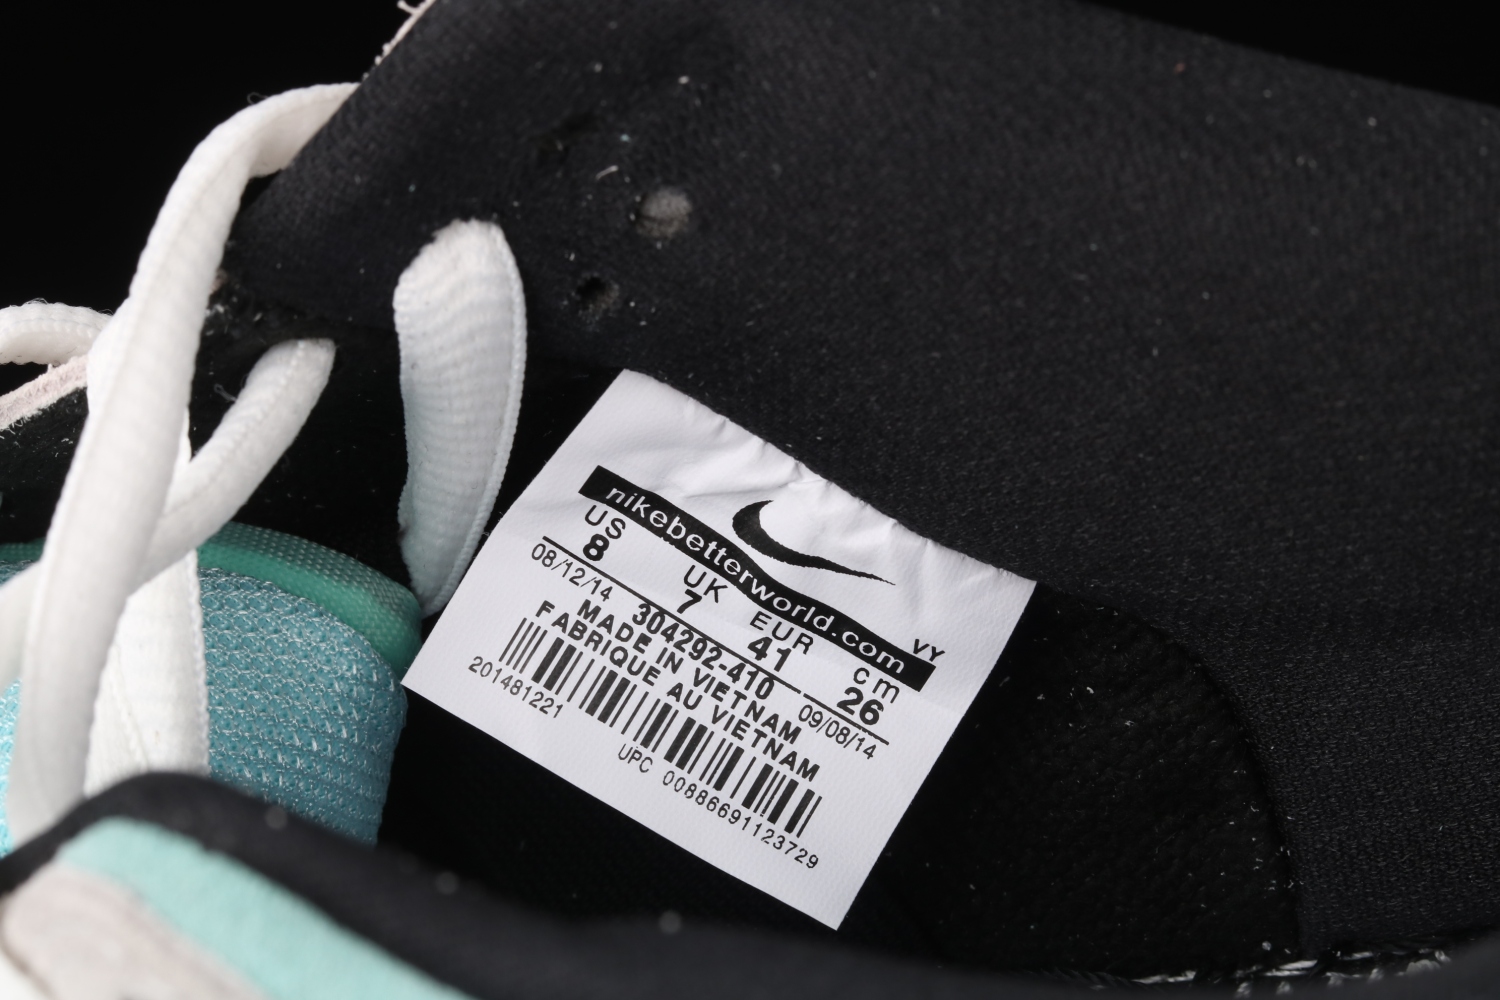 nikebetterworld.com
VY
US UK EUR cm
8 7 41 26
08/12/14 304292-410 09/08/14
MADE IN VIETNAM
FABRIQUE AU VIETNAM
201481221
UPC 00886691123729